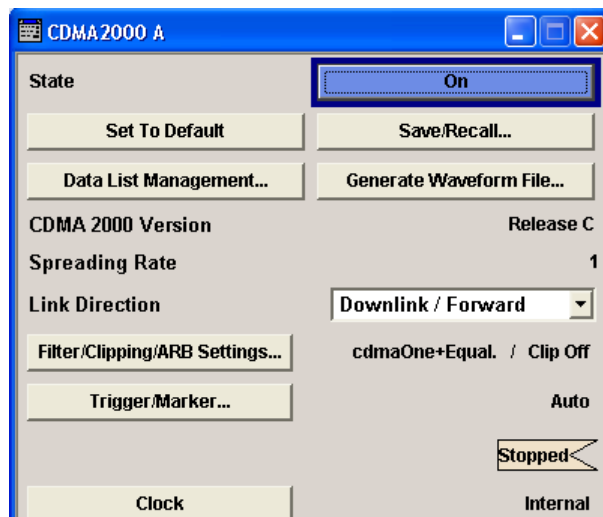 CDMA2000 A
State On
Set To Default Save/Recall...
Data List Management... Generate Waveform File...
CDMA 2000 Version Release C
Spreading Rate 1
Link Direction Downlink / Forward
Filter/Clipping/ARB Settings... cdmaOne+Equal. / Clip Off
Trigger/Marker... Auto
Stopped
Clock Internal